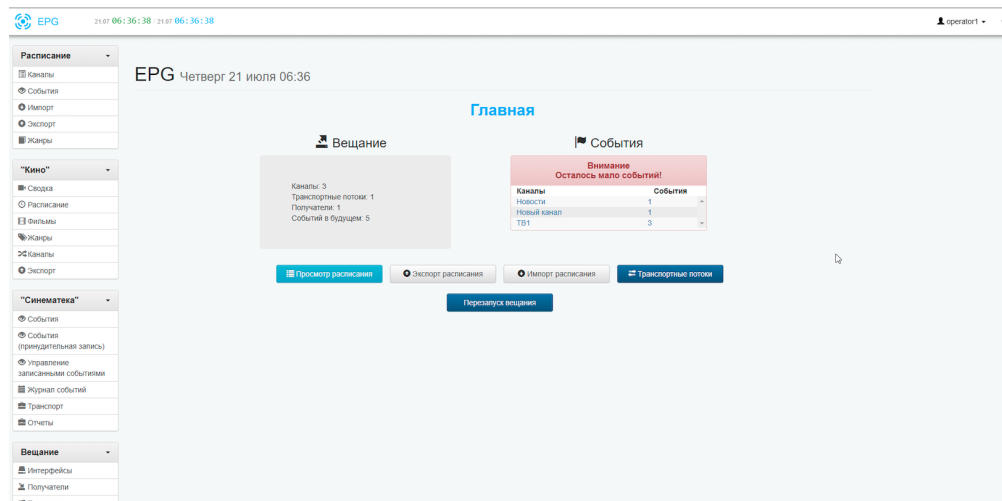 EPG
21.07 06:36:38 / 21.07 06:36:38
operator1
Расписание
Каналы
События
Импорт
Экспорт
Жанры
"Кино"
Сводка
Расписание
Фильмы
Жанры
Каналы
Экспорт
"Синематека"
События
События
(принудительная запись)
Управление
записанными событиями
Журнал событий
Транспорт
Отчеты
Вещание
Интерфейсы
Получатели
EPG Четверг 21 июля 06:36
Главная
Вещание
Каналы: 3
Транспортные потоки: 1
Получатели: 1
Событий в будущем: 5
События
Внимание
Осталось мало событий!
Каналы События
Новости 1
Новый канал 1
ТВ1 3
Просмотр расписания
Экспорт расписания
Импорт расписания
Транспортные потоки
Перезапуск вещания